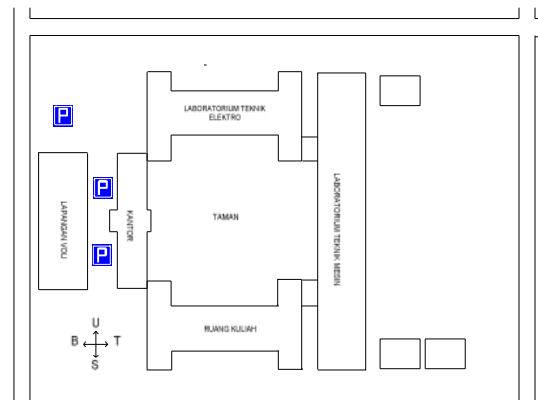 LABORATORIUM TEKNIK
ELEKTRO
P
P
P
LAPANGAN VOLI
KANTOR
TAMAN
LABORATORIUM TEKNIK MESIN
RUANG KULIAH
U
B T
S